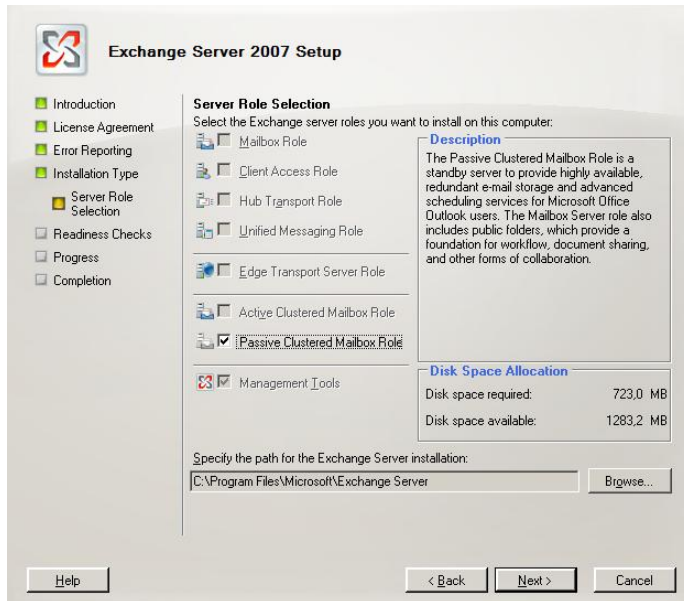 Exchange Server 2007 Setup
Introduction
License Agreement
Error Reporting
Installation Type
Server Role
Selection
Readiness Checks
Progress
Completion
Server Role Selection
Select the Exchange server roles you want to install on this computer:
Mailbox Role
Client Access Role
Hub Transport Role
Unified Messaging Role
Edge Transport Server Role
Active Clustered Mailbox Role
Passive Clustered Mailbox Role
Management Tools
Description
The Passive Clustered Mailbox Role is a
standby server to provide highly available,
redundant e-mail storage and advanced
scheduling services for Microsoft Office
Outlook users. The Mailbox Server role also
includes public folders, which provide a
foundation for workflow, document sharing,
and other forms of collaboration.
Disk Space Allocation
Disk space required: 723,0 MB
Disk space available: 1283,2 MB
Specify the path for the Exchange Server installation:
C:\Program Files\Microsoft\Exchange Server
Browse...
Help
< Back
Next >
Cancel